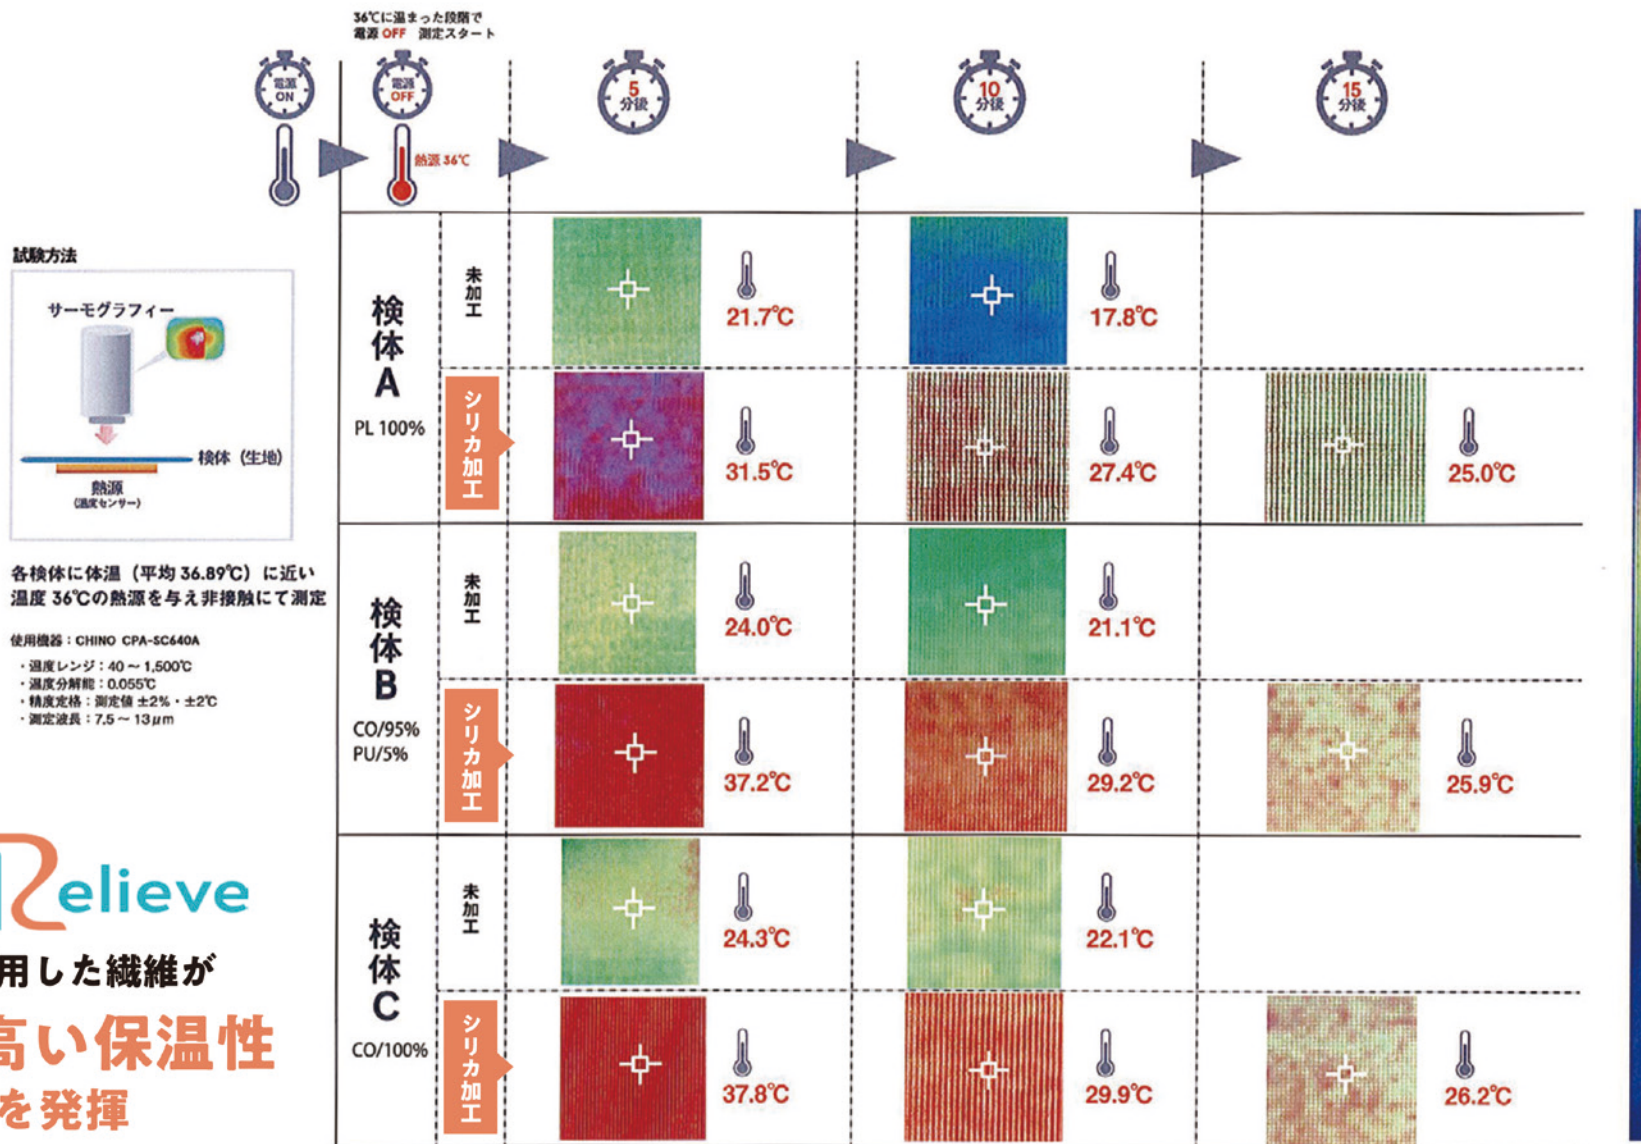 36℃に温まった段階で
電源 OFF 測定スタート
電源
ON
電源
OFF
熱源 36℃
5
分後
10
分後
15
分後
試験方法
サーモグラフィー
検体（生地）
熱源
（温度センサー）
各検体に体温（平均 36.89℃）に近い
温度 36℃の熱源を与え非接触にて測定
使用機器：CHINO CPA-SC640A
・温度レンジ：40～1,500℃
・温度分解能：0.055℃
・精度定格：測定値 ±2%・±2℃
・測定波長：7.5～13μm
検体A
PL 100%
未加工
21.7℃
17.8℃
シリカ加工
31.5℃
27.4℃
25.0℃
検体B
CO/95%
PU/5%
未加工
24.0℃
21.1℃
シリカ加工
37.2℃
29.2℃
25.9℃
検体C
CO/100%
未加工
24.3℃
22.1℃
シリカ加工
37.8℃
29.9℃
26.2℃
Relieve
用した繊維が
高い保温性
を発揮